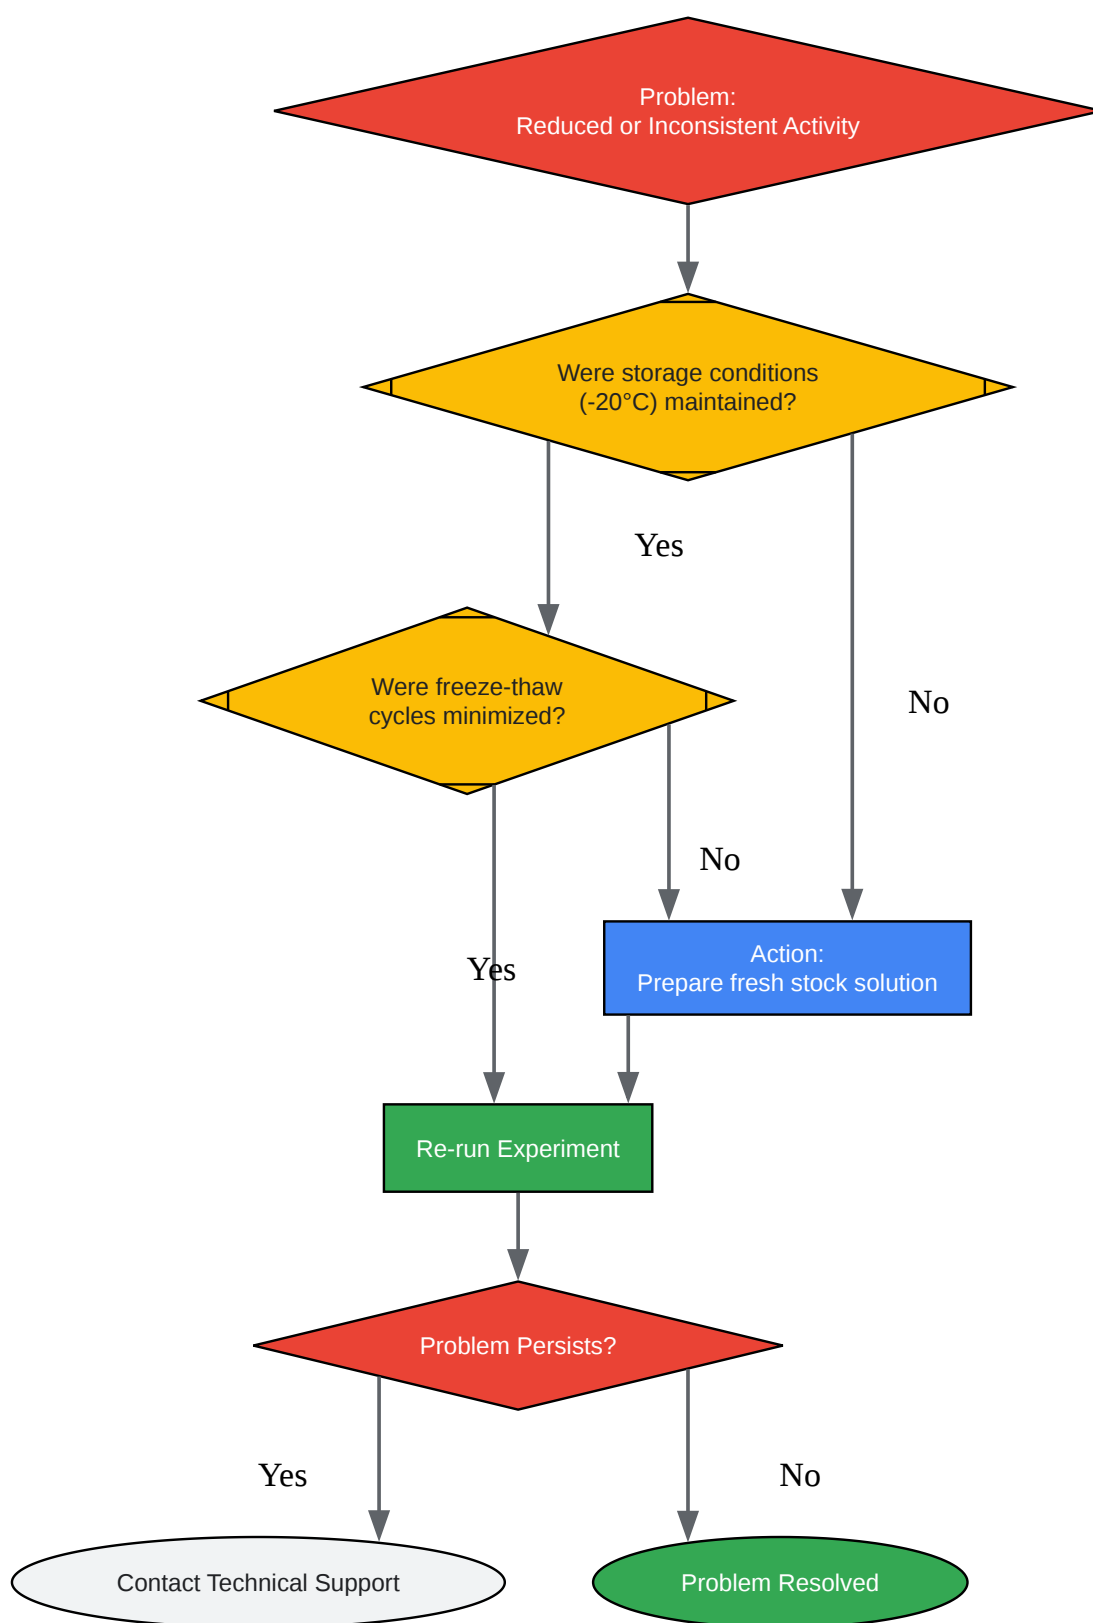 Problem:
Reduced or Inconsistent Activity
Were storage conditions
(-20°C) maintained?
Yes
Were freeze-thaw
cycles minimized?
No
No
Action:
Prepare fresh stock solution
Yes
Re-run Experiment
Problem Persists?
Yes
No
Contact Technical Support
Problem Resolved